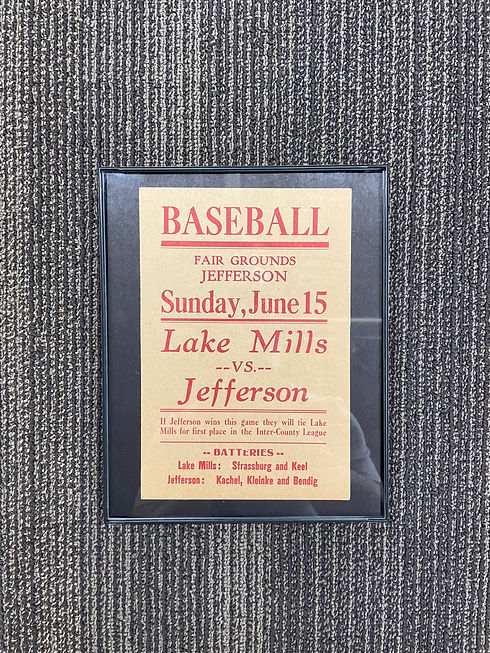 BASEBALL
FAIR GROUNDS
JEFFERSON
Sunday, June 15
Lake Mills
--VS.--
Jefferson
If Jefferson wins this game they will tie Lake
Mills for first place in the Inter-County League
-- BATTERIES --
Lake Mills: Strassburg and Keel
Jefferson: Kachel, Kleinke and Bendig